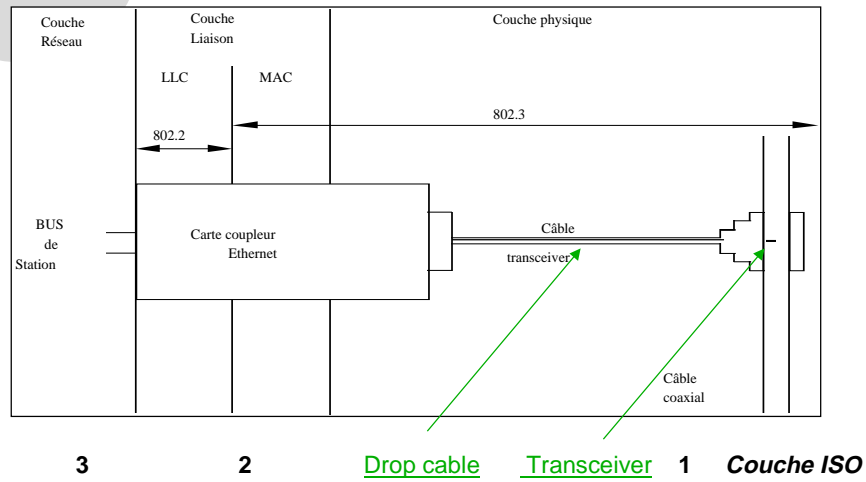 Couche
Réseau
Couche
Liaison
Couche physique
LLC
MAC
802.2
802.3
BUS
de
Station
Carte coupleur
Ethernet
Câble
transceiver
Câble
coaxial
3
2
Drop cable
Transceiver
1
Couche ISO